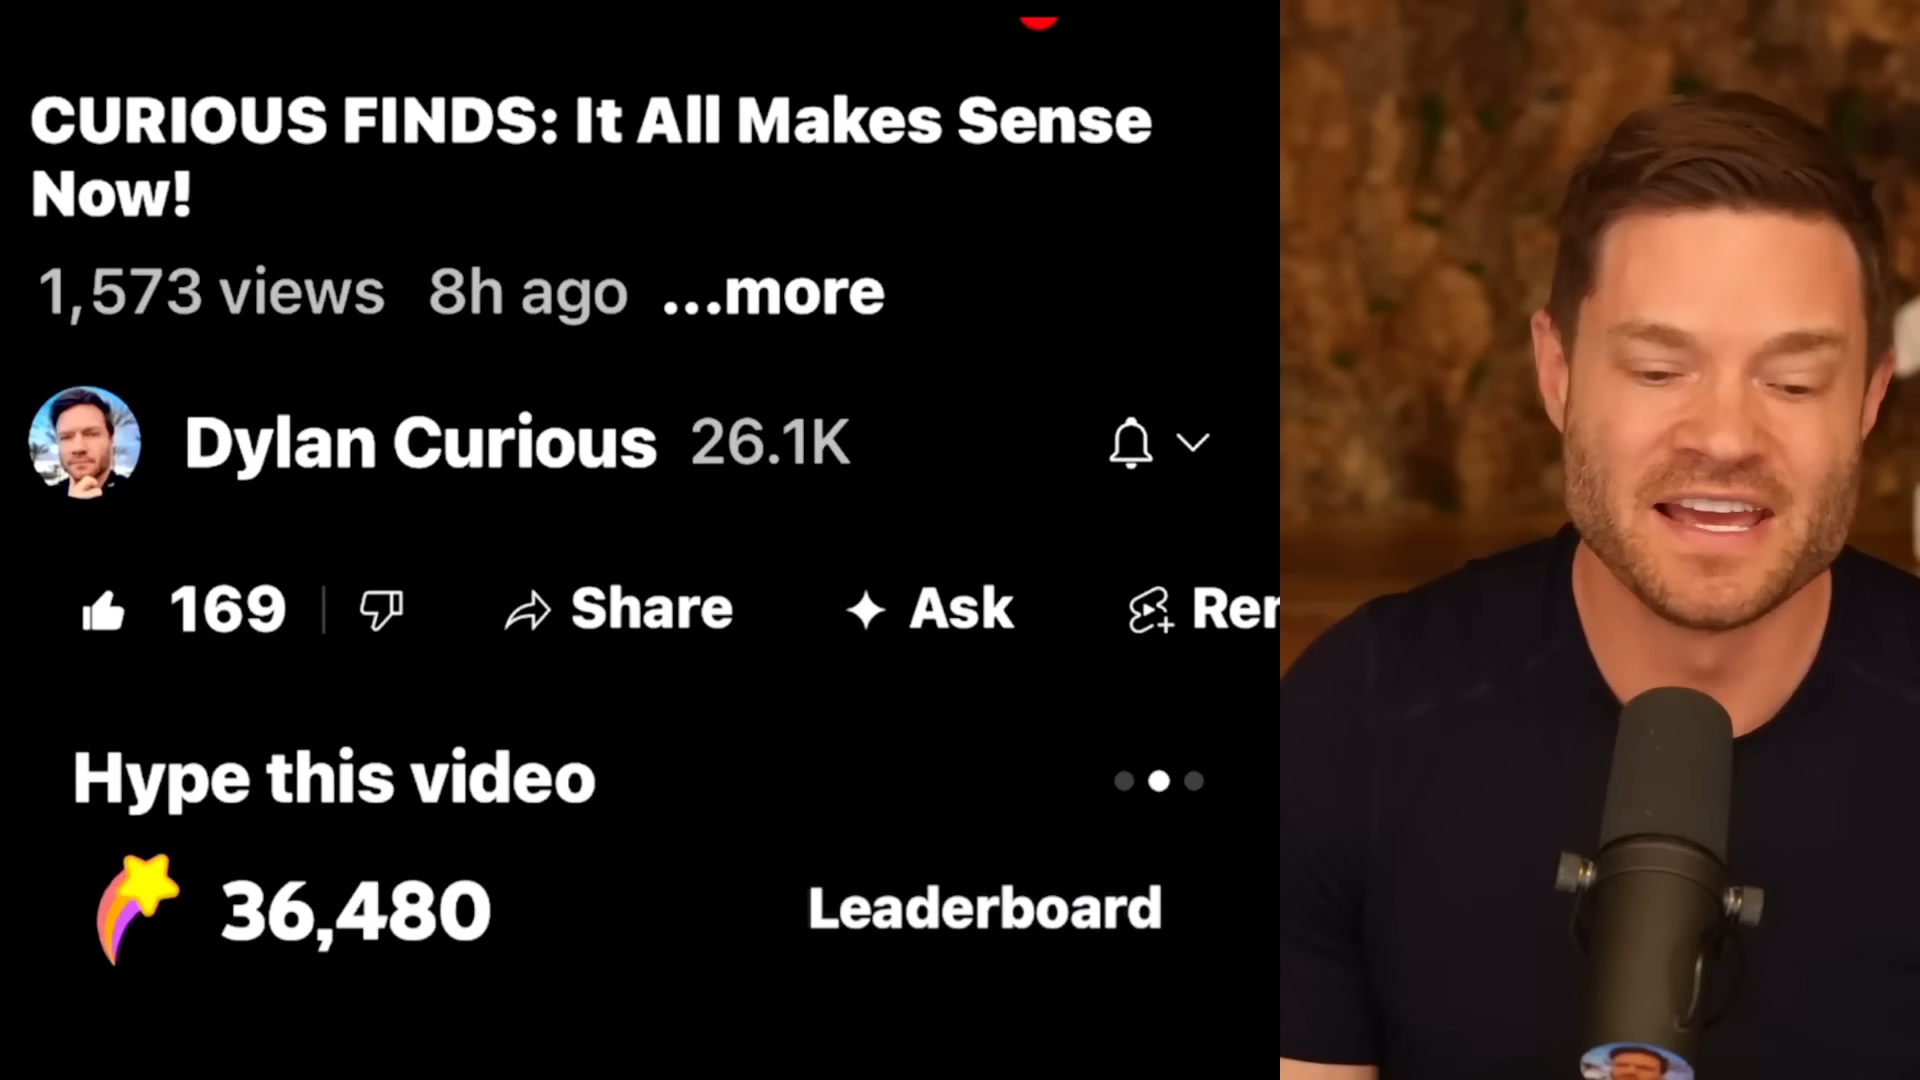 CURIOUS FINDS: It All Makes Sense
Now!
1,573 views 8h ago ...more
Dylan Curious 26.1K
169 Share Ask Rer
Hype this video
36,480 Leaderboard